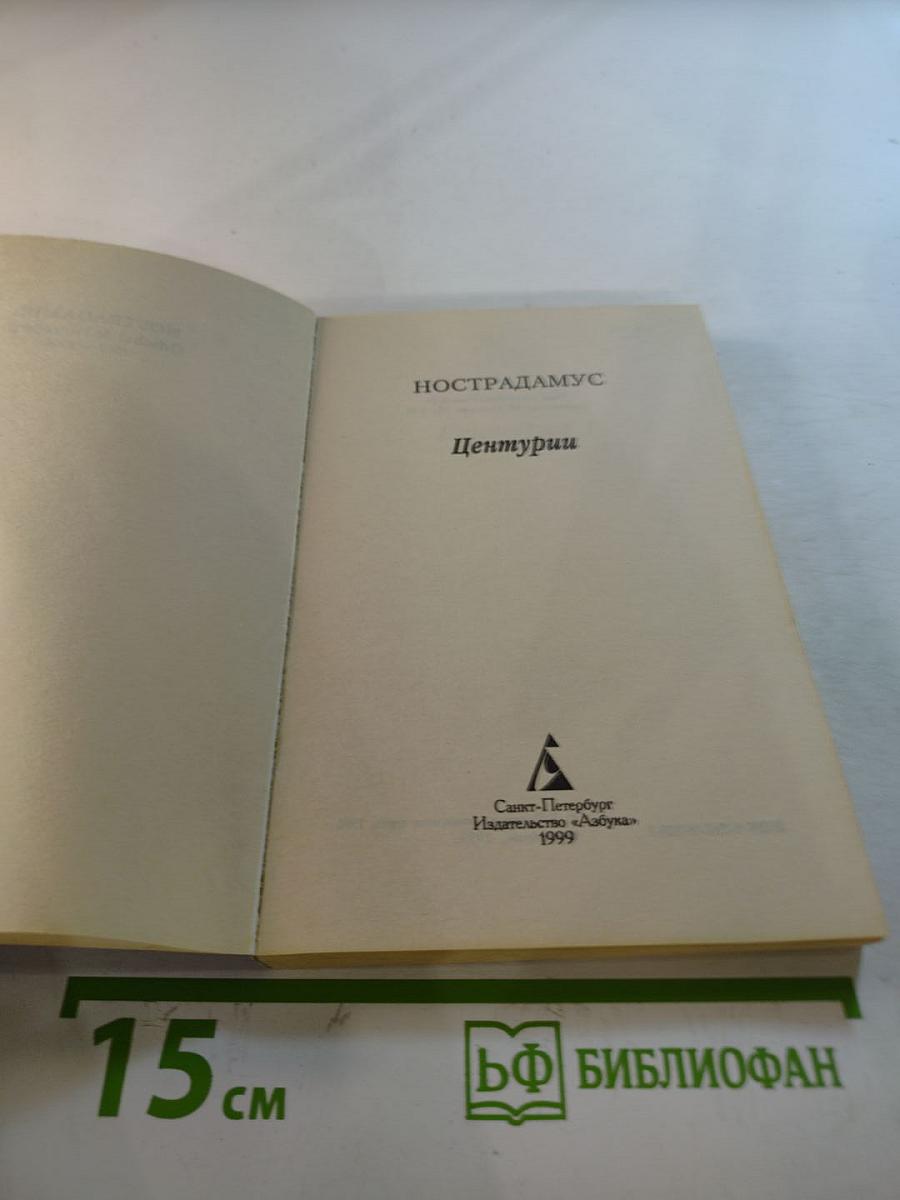 НОСТРАДАМУС
Центурии
Санкт-Петербург
Издательство «Азбука»
1999
15 см
ЬФ БИБЛИОФАН